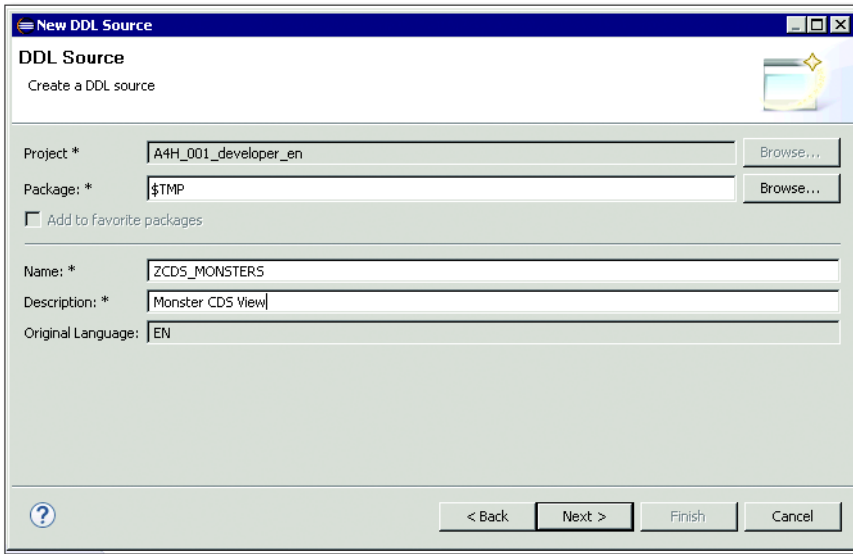 New DDL Source
DDL Source
Create a DDL source
Project * A4H_001_developer_en Browse...
Package: * $TMP Browse...
Add to favorite packages
Name: * ZCDS_MONSTERS
Description: * Monster CDS View
Original Language: EN
? < Back Next > Finish Cancel